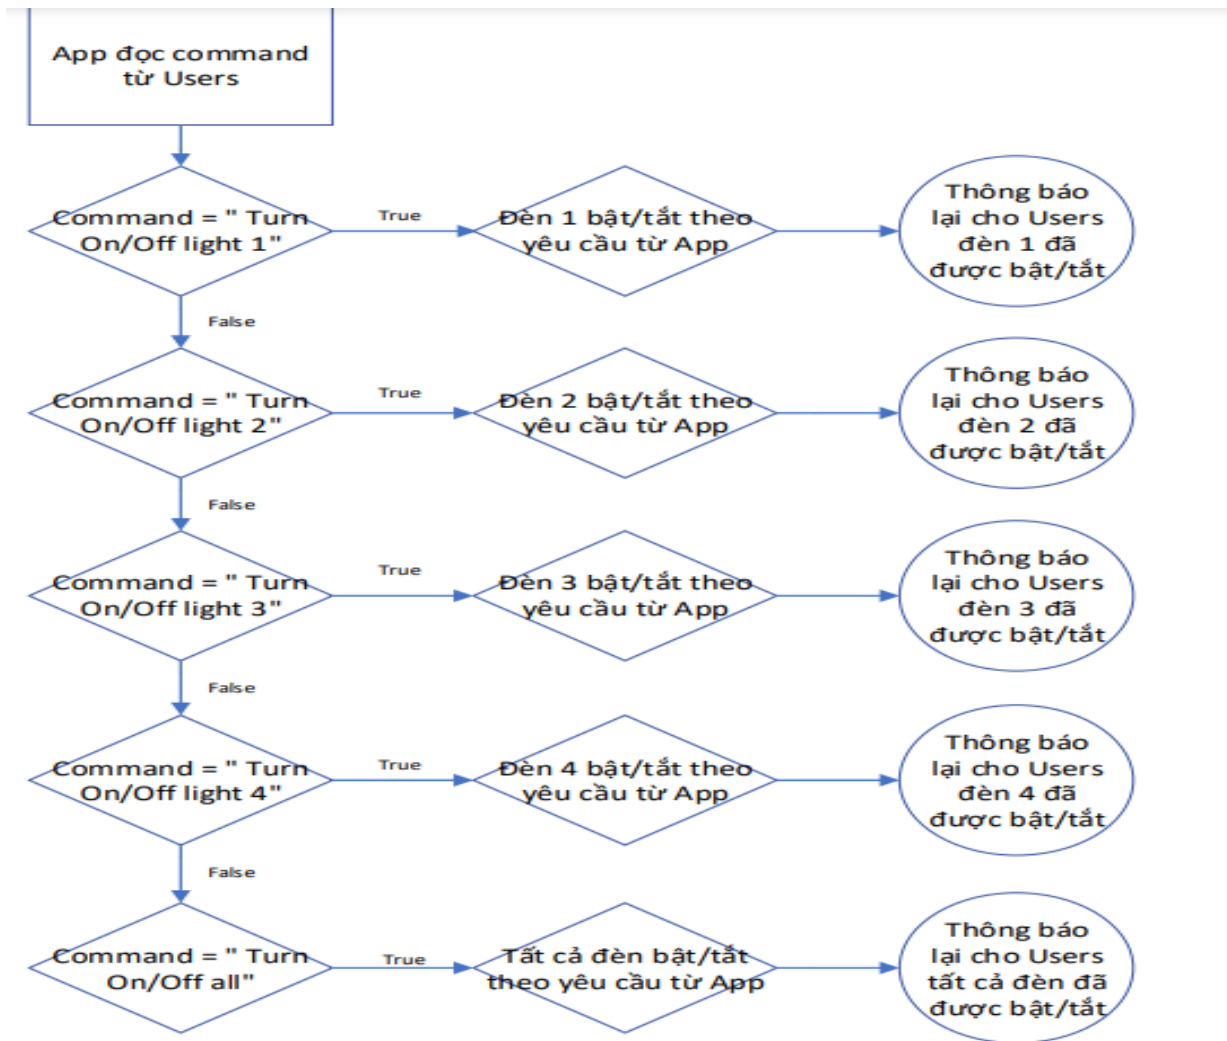 App đọc command
từ Users
Command = " Turn
On/Off light 1"
True
Đèn 1 bật/tắt theo
yêu cầu từ App
Thông báo
lại cho Users
đèn 1 đã
được bật/tắt
False
Command = " Turn
On/Off light 2"
True
Đèn 2 bật/tắt theo
yêu cầu từ App
Thông báo
lại cho Users
đèn 2 đã
được bật/tắt
False
Command = " Turn
On/Off light 3"
True
Đèn 3 bật/tắt theo
yêu cầu từ App
Thông báo
lại cho Users
đèn 3 đã
được bật/tắt
False
Command = " Turn
On/Off light 4"
True
Đèn 4 bật/tắt theo
yêu cầu từ App
Thông báo
lại cho Users
đèn 4 đã
được bật/tắt
False
Command = " Turn
On/Off all"
True
Tất cả đèn bật/tắt
theo yêu cầu từ App
Thông báo
lại cho Users
tất cả đèn đã
được bật/tắt